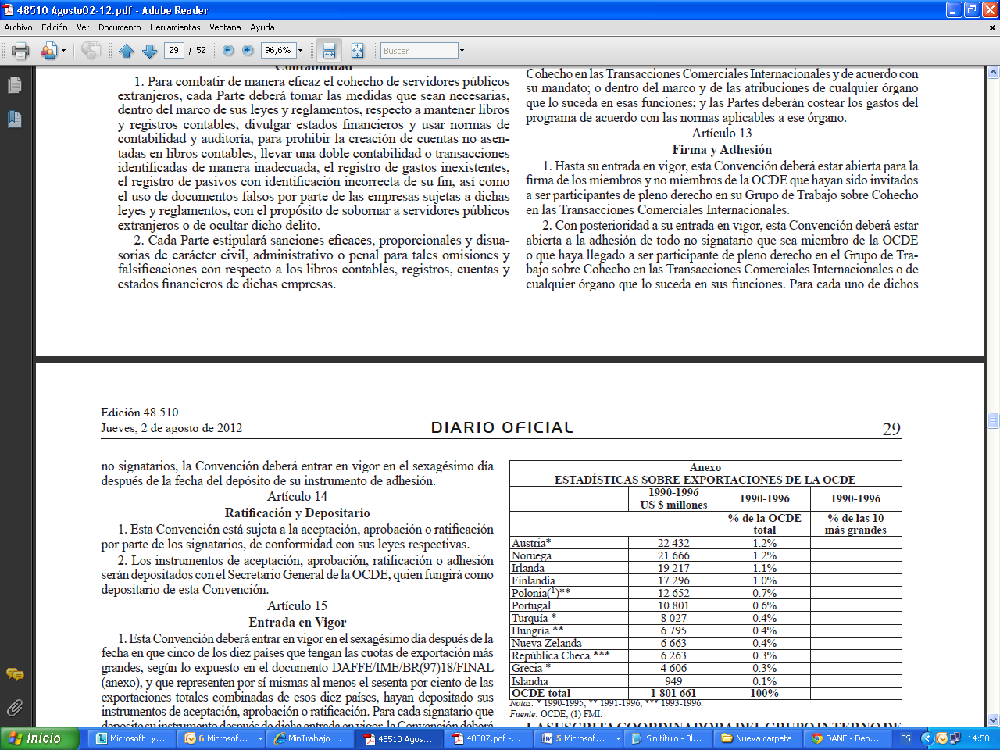 48510 Agosto02-12.pdf - Adobe Reader
Archivo Edición Ver Documento Herramientas Ventana Ayuda
29 / 52 96,6% Buscar
Contabilidad
1. Para combatir de manera eficaz el cohecho de servidores públicos
extranjeros, cada Parte deberá tomar las medidas que sean necesarias,
dentro del marco de sus leyes y reglamentos, respecto a mantener libros
y registros contables, divulgar estados financieros y usar normas de
contabilidad y auditoría, para prohibir la creación de cuentas no asen-
tadas en libros contables, llevar una doble contabilidad o transacciones
identificadas de manera inadecuada, el registro de gastos inexistentes,
el registro de pasivos con identificación incorrecta de su fin, así como
el uso de documentos falsos por parte de las empresas sujetas a dichas
leyes y reglamentos, con el propósito de sobornar a servidores públicos
extranjeros o de ocultar dicho delito.
2. Cada Parte estipulará sanciones eficaces, proporcionales y disua-
sorias de carácter civil, administrativo o penal para tales omisiones y
falsificaciones con respecto a los libros contables, registros, cuentas y
estados financieros de dichas empresas.
Cohecho en las Transacciones Comerciales Internacionales y de acuerdo con
su mandato; o dentro del marco y de las atribuciones de cualquier órgano
que lo suceda en esas funciones; y las Partes deberán costear los gastos del
programa de acuerdo con las normas aplicables a ese órgano.
Artículo 13
Firma y Adhesión
1. Hasta su entrada en vigor, esta Convención deberá estar abierta para la
firma de los miembros y no miembros de la OCDE que hayan sido invitados
a ser participantes de pleno derecho en su Grupo de Trabajo sobre Cohecho
en las Transacciones Comerciales Internacionales.
2. Con posterioridad a su entrada en vigor, esta Convención deberá estar
abierta a la adhesión de todo no signatario que sea miembro de la OCDE
o que haya llegado a ser participante de pleno derecho en el Grupo de Tra-
bajo sobre Cohecho en las Transacciones Comerciales Internacionales o de
cualquier órgano que lo suceda en sus funciones. Para cada uno de dichos
Edición 48.510
Jueves, 2 de agosto de 2012 DIARIO OFICIAL 29
no signatarios, la Convención deberá entrar en vigor en el sexagésimo día
después de la fecha del depósito de su instrumento de adhesión.
Artículo 14
Ratificación y Depositario
1. Esta Convención está sujeta a la aceptación, aprobación o ratificación
por parte de los signatarios, de conformidad con sus leyes respectivas.
2. Los instrumentos de aceptación, aprobación, ratificación o adhesión
serán depositados con el Secretario General de la OCDE, quien fungirá como
depositario de esta Convención.
Artículo 15
Entrada en Vigor
1. Esta Convención deberá entrar en vigor en el sexagésimo día después de la
fecha en que cinco de los diez países que tengan las cuotas de exportación más
grandes, según lo expuesto en el documento DAFFE/IME/BR(97)18/FINAL
(anexo), y que representen por sí mismas al menos el sesenta por ciento de las
exportaciones totales combinadas de esos diez países, hayan depositado sus
instrumentos de aceptación, aprobación o ratificación. Para cada signatario que
deposite su instrumento después de dicha entrada en vigor, la Convención deberá
Anexo
ESTADÍSTICAS SOBRE EXPORTACIONES DE LA OCDE
1990-1996 US $ millones 1990-1996 1990-1996
% de la OCDE total % de las 10 más grandes
Austria* 22 432 1.2%
Noruega 21 666 1.2%
Irlanda 19 217 1.1%
Finlandia 17 296 1.0%
Polonia(1)** 12 652 0.7%
Portugal 10 801 0.6%
Turquía * 8 027 0.4%
Hungría ** 6 795 0.4%
Nueva Zelanda 6 663 0.4%
República Checa *** 6 263 0.3%
Grecia * 4 606 0.3%
Islandia 949 0.1%
OCDE total 1 801 661 100%
Notas: * 1990-1995; ** 1991-1996; *** 1993-1996.
Fuente: OCDE, (1) FMI.
LA SUSCRITA COORDINADORA DEL GRUPO INTERNO DE
Inicio Microsoft Ly... 6 Microsof... MinTrabajo ... 48510 Agos... 48507.pdf -... 5 Microsof... Sin título - Bl... Nueva carpeta DANE - Dep... ES 14:50